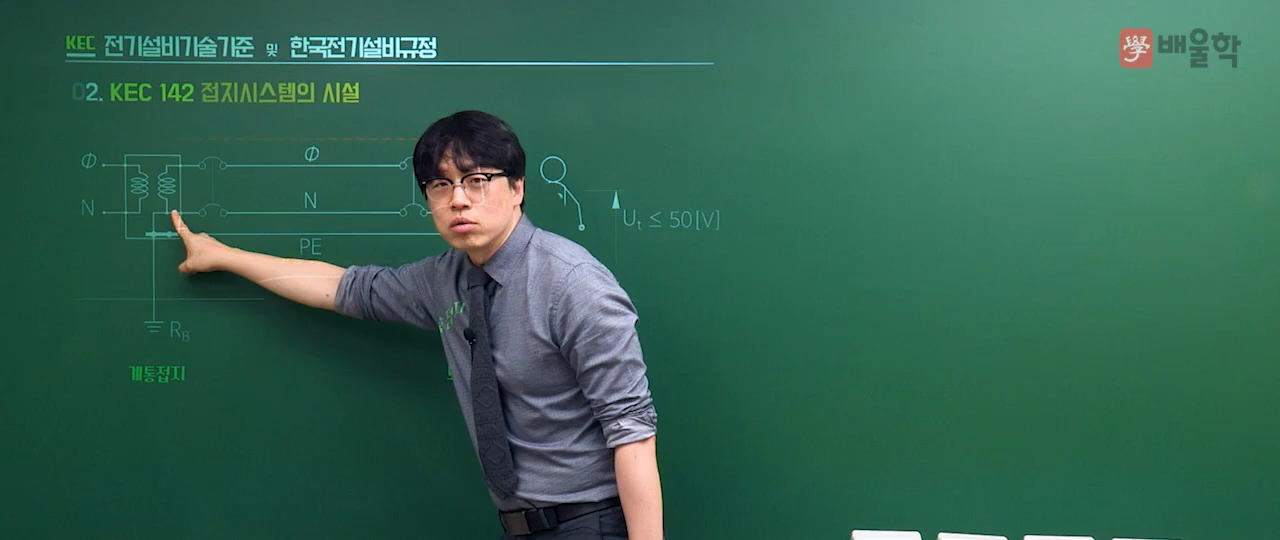 KEC 전기설비기술기준 및 한국전기설비규정
學 배울학
02. KEC 142 접지시스템의 시설
Φ
Φ
N
N
PE
Ut ≤ 50[V]
RB
계통접지